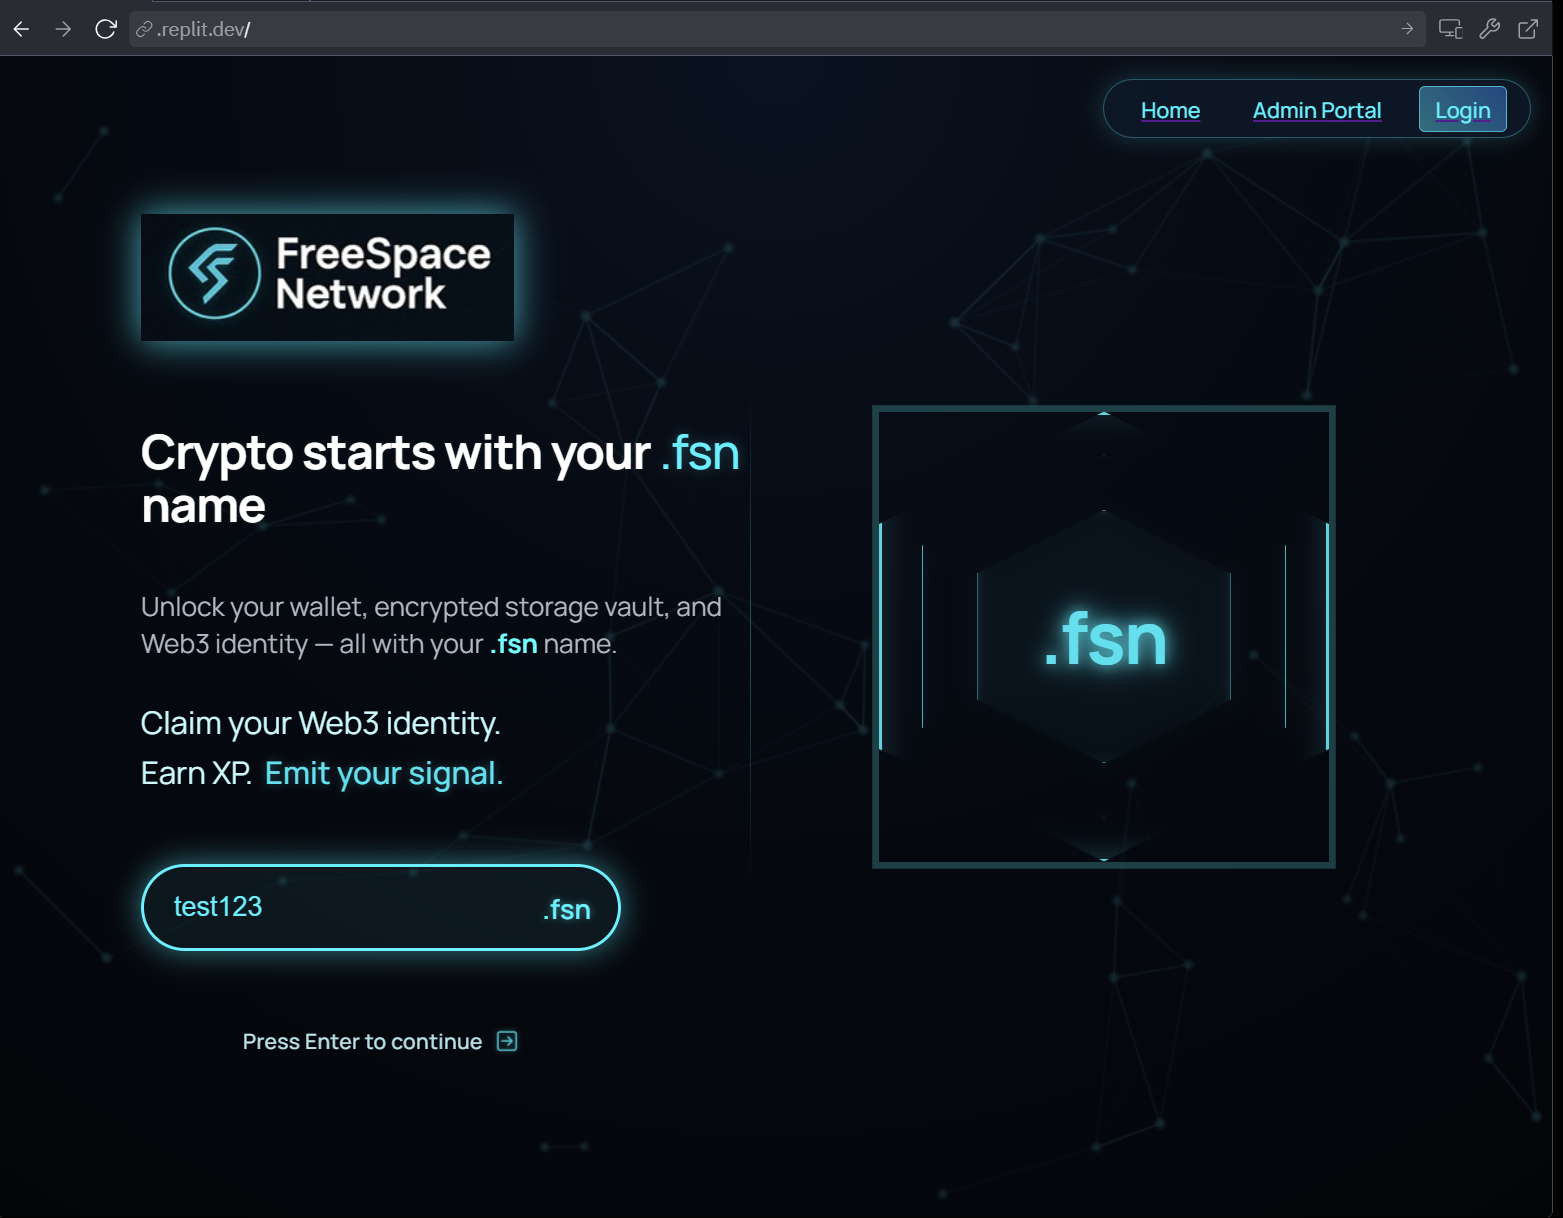 .replit.dev/
Home Admin Portal Login
FreeSpace
Network
Crypto starts with your .fsn
name
Unlock your wallet, encrypted storage vault, and
Web3 identity — all with your .fsn name.
Claim your Web3 identity.
Earn XP. Emit your signal.
test123 .fsn
Press Enter to continue
.fsn